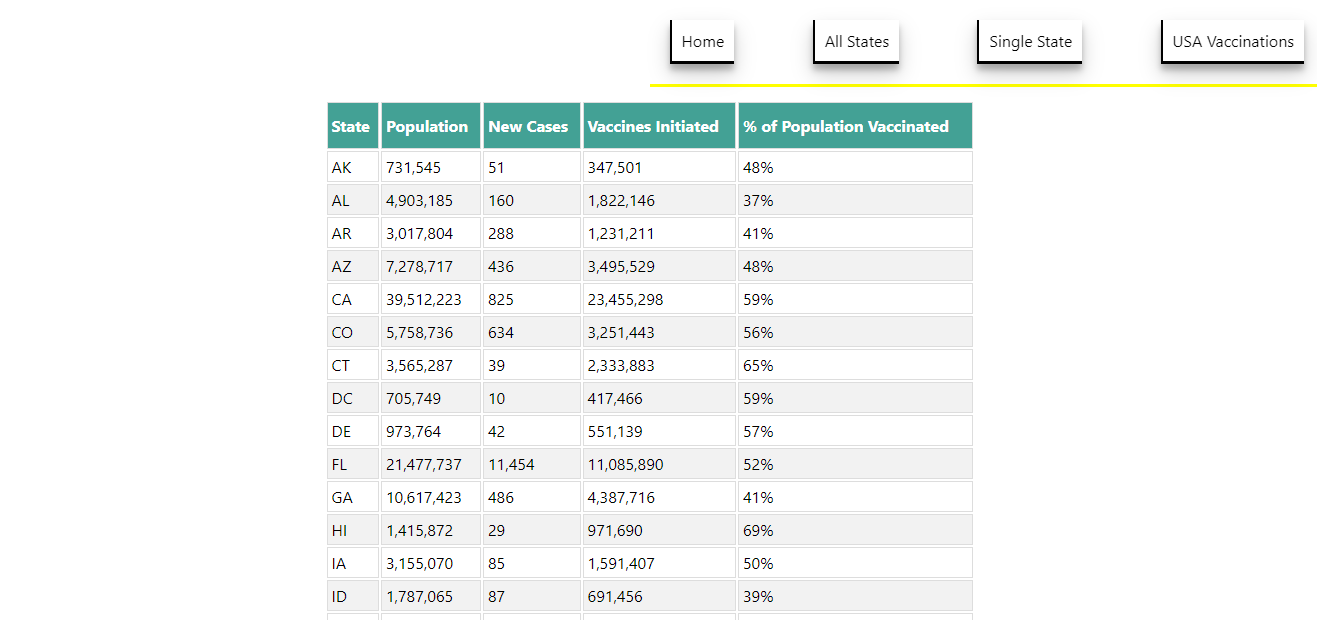 Home All States Single State USA Vaccinations
State Population New Cases Vaccines Initiated % of Population Vaccinated
AK 731,545 51 347,501 48%
AL 4,903,185 160 1,822,146 37%
AR 3,017,804 288 1,231,211 41%
AZ 7,278,717 436 3,495,529 48%
CA 39,512,223 825 23,455,298 59%
CO 5,758,736 634 3,251,443 56%
CT 3,565,287 39 2,333,883 65%
DC 705,749 10 417,466 59%
DE 973,764 42 551,139 57%
FL 21,477,737 11,454 11,085,890 52%
GA 10,617,423 486 4,387,716 41%
HI 1,415,872 29 971,690 69%
IA 3,155,070 85 1,591,407 50%
ID 1,787,065 87 691,456 39%